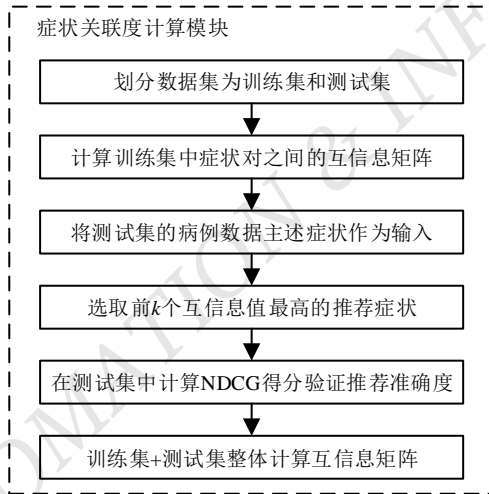 症状关联度计算模块
划分数据集为训练集和测试集
计算训练集中症状对之间的互信息矩阵
将测试集的病例数据主述症状作为输入
选取前k个互信息值最高的推荐症状
在测试集中计算NDCG得分验证推荐准确度
训练集+测试集整体计算互信息矩阵
OMATION & INF